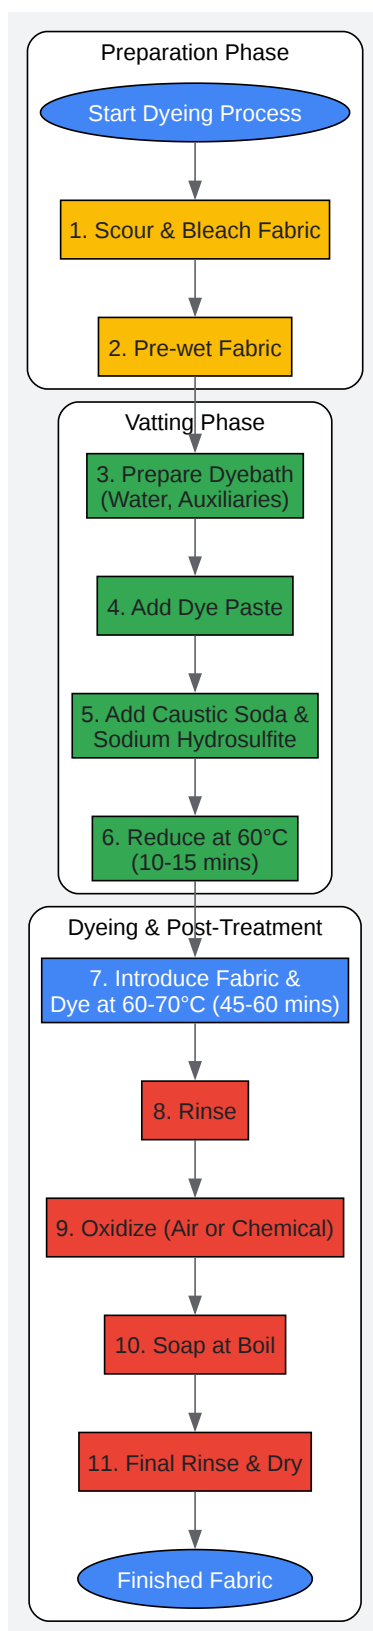 Preparation Phase
Start Dyeing Process
1. Scour & Bleach Fabric
2. Pre-wet Fabric
Vatting Phase
3. Prepare Dyebath
(Water, Auxiliaries)
4. Add Dye Paste
5. Add Caustic Soda &
Sodium Hydrosulfite
6. Reduce at 60°C
(10-15 mins)
Dyeing & Post-Treatment
7. Introduce Fabric &
Dye at 60-70°C (45-60 mins)
8. Rinse
9. Oxidize (Air or Chemical)
10. Soap at Boil
11. Final Rinse & Dry
Finished Fabric